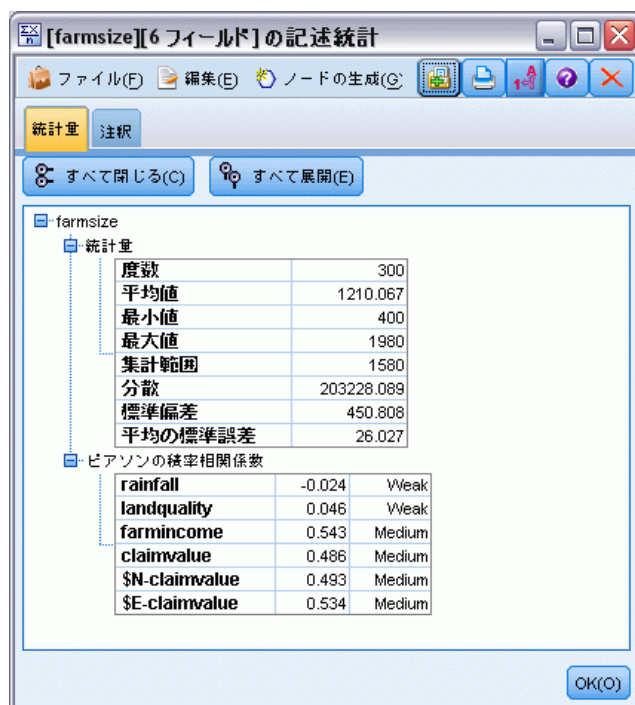 [farmsize][6 フィールド] の記述統計
ファイル(F) 編集(E) ノードの生成(G)
統計量 注釈
すべて閉じる(C) すべて展開(E)
farmsize
統計量
度数 300
平均値 1210.067
最小値 400
最大値 1980
集計範囲 1580
分散 203228.089
標準偏差 450.808
平均の標準誤差 26.027
ピアソンの積率相関係数
rainfall -0.024 Weak
landquality 0.046 Weak
farmincome 0.543 Medium
claimvalue 0.486 Medium
$N-claimvalue 0.493 Medium
$E-claimvalue 0.534 Medium
OK(O)